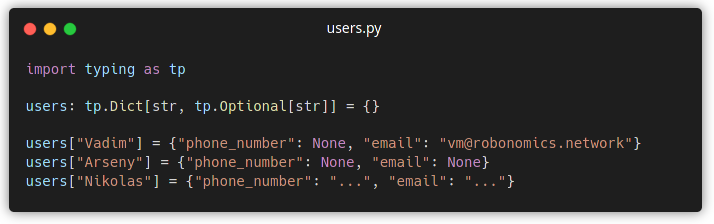 users.py
import typing as tp
users: tp.Dict[str, tp.Optional[str]] = {}
users["Vadim"] = {"phone_number": None, "email": "vm@robonomics.network"}
users["Arseny"] = {"phone_number": None, "email": None}
users["Nikolas"] = {"phone_number": "...", "email": "..."}